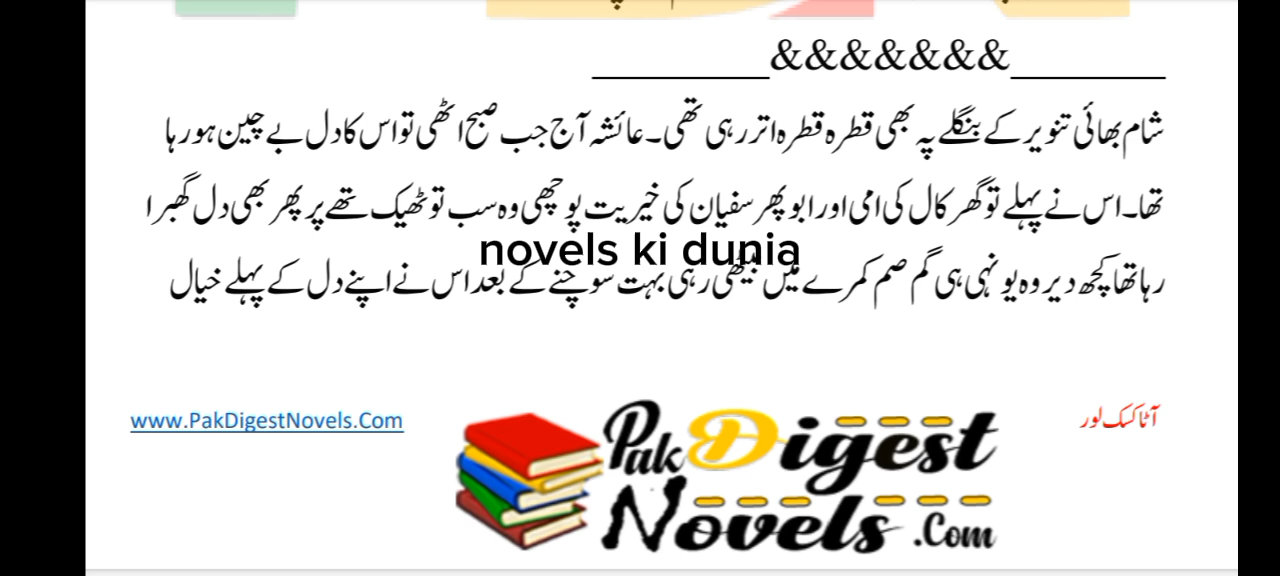 _______&&&&&&&_______
شام بھائی تنویر کے بنگلے پہ بھی قطرہ قطرہ اتر رہی تھی۔ عائشہ آج جب صبح اٹھی تو اس کا دل بے چین ہو رہا
تھا۔ اس نے پہلے تو گھر کال کی امی اور ابو پھر سفیان کی خیریت پوچھی وہ سب تو ٹھیک تھے پر پھر بھی دل گھبرا
novels ki dunia
رہا تھا کچھ دیر وہ یونہی ہی گم صم کمرے میں بیٹھی رہی بہت سوچنے کے بعد اس نے اپنے دل کے پہلے خیال
آٹا کسک لور
www.PakDigestNovels.Com
Pak Digest
Novels .Com